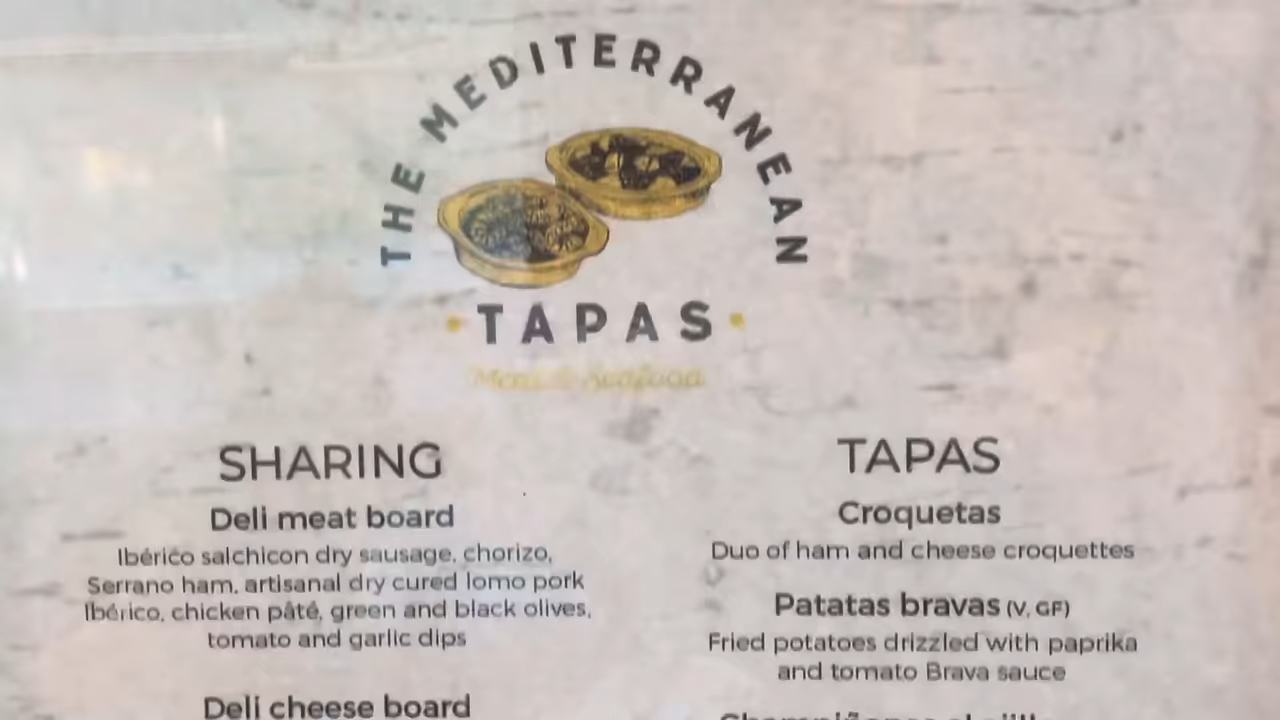 THE MEDITERRANEAN
TAPAS
Meat & Seafood
SHARING
Deli meat board
Ibérico salchicon dry sausage, chorizo,
Serrano ham, artisanal dry cured lomo pork
Ibérico, chicken pâté, green and black olives,
tomato and garlic dips
Deli cheese board
TAPAS
Croquetas
Duo of ham and cheese croquettes
Patatas bravas (V, GF)
Fried potatoes drizzled with paprika
and tomato Brava sauce